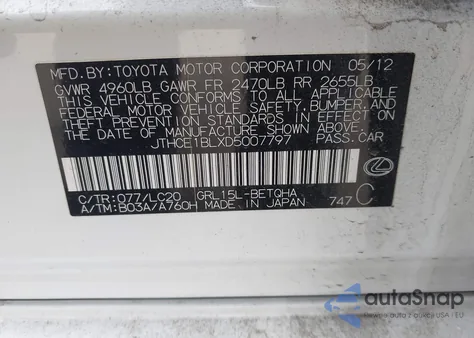 MFD.BY:TOYOTA MOTOR CORPORATION 05/12
GVWR 4960LB GAWR FR 2470LB RR 2655LB
THIS VEHICLE CONFORMS TO ALL APPLICABLE
FEDERAL MOTOR VEHICLE SAFETY, BUMPER, AND
THEFT PREVENTION STANDARDS IN EFFECT ON
THE DATE OF MANUFACTURE SHOWN ABOVE.
JTHCE1BLXD5007797 PASS.CAR
C/TR:077/LC20 GRL15L-BETQHA
A/TM:B03A/A760H MADE IN JAPAN 747 C
autoSnap